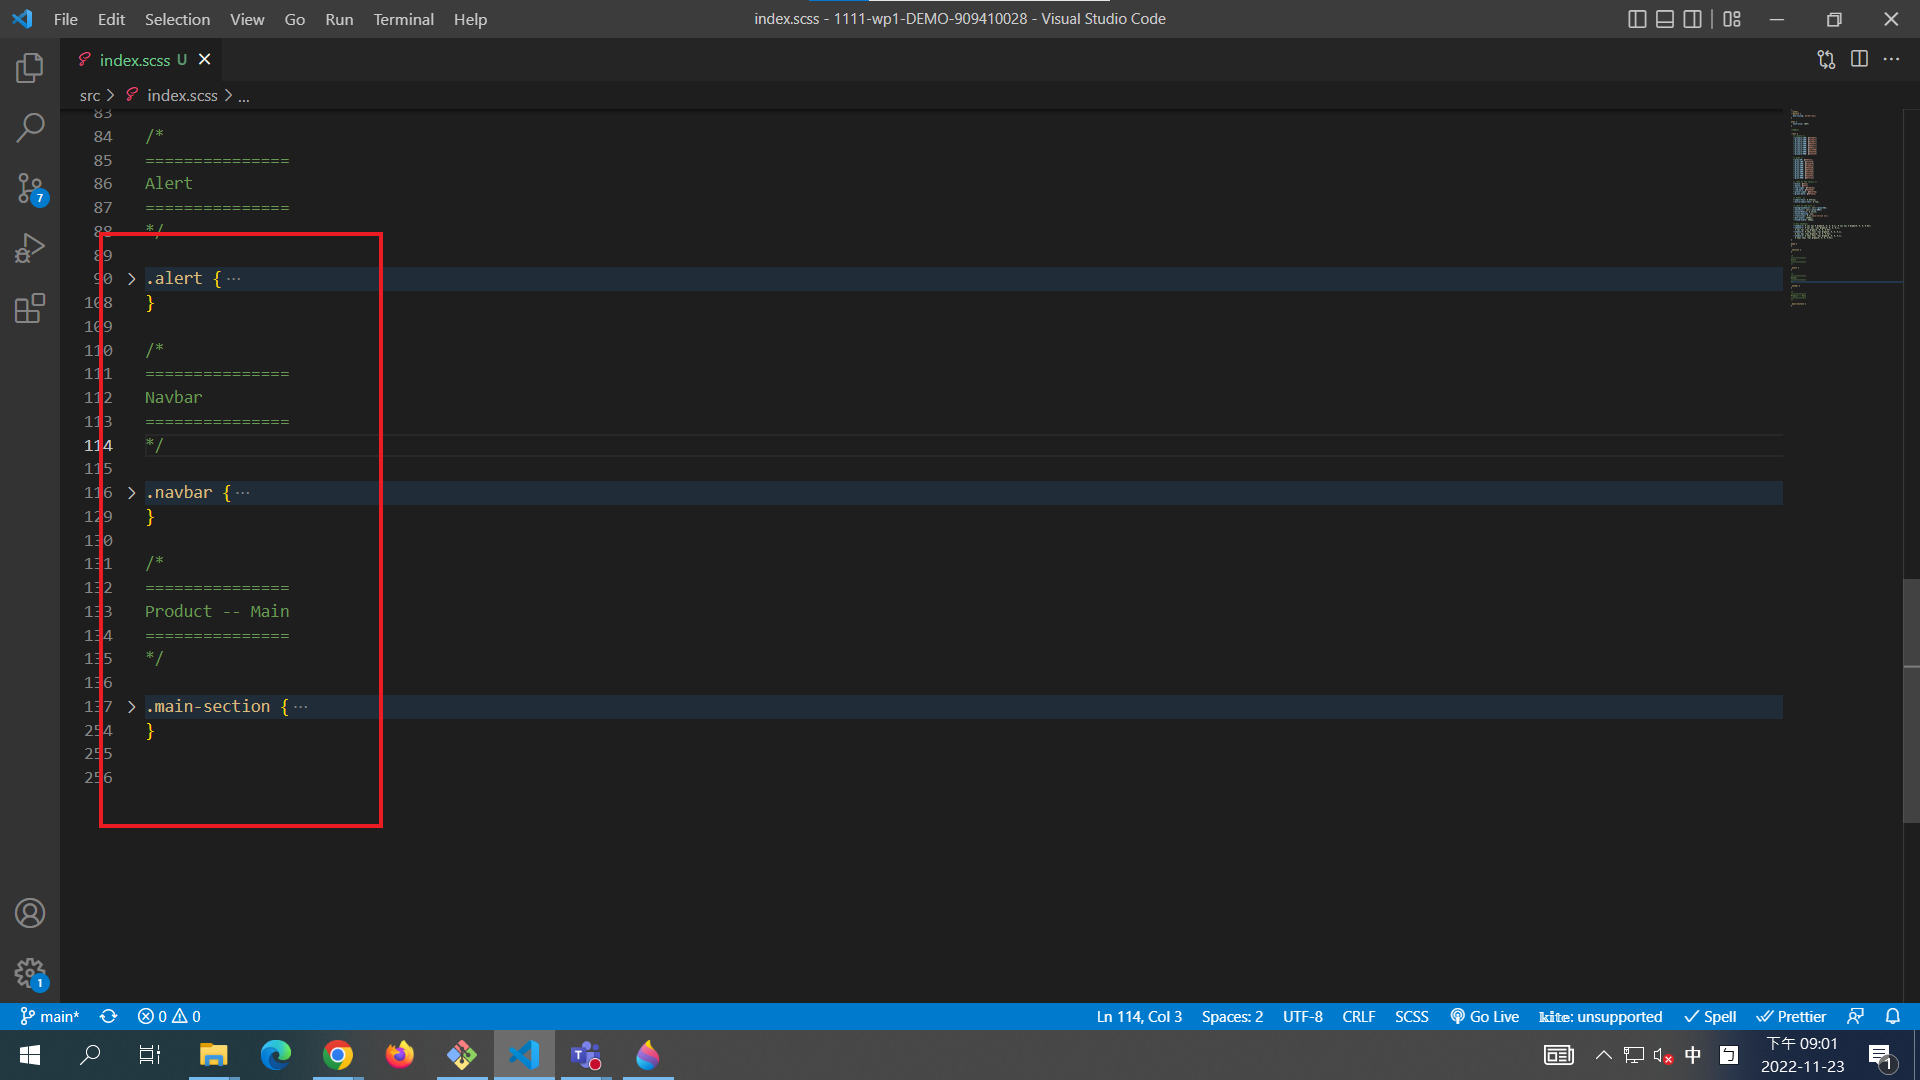 File Edit Selection View Go Run Terminal Help
index.scss - 1111-wp1-DEMO-909410028 - Visual Studio Code
index.scss U
src > index.scss > ...
83
84 /*
85 ===============
86 Alert
87 ===============
88 */
89
90 .alert { ···
108 }
109
110 /*
111 ===============
112 Navbar
113 ===============
114 */
115
116 .navbar { ···
129 }
130
131 /*
132 ===============
133 Product -- Main
134 ===============
135 */
136
137 .main-section { ···
254 }
255
256
7
1
main* 0 0 Ln 114, Col 3 Spaces: 2 UTF-8 CRLF SCSS Go Live kite: unsupported Spell Prettier
中 下午 09:01
2022-11-23
1